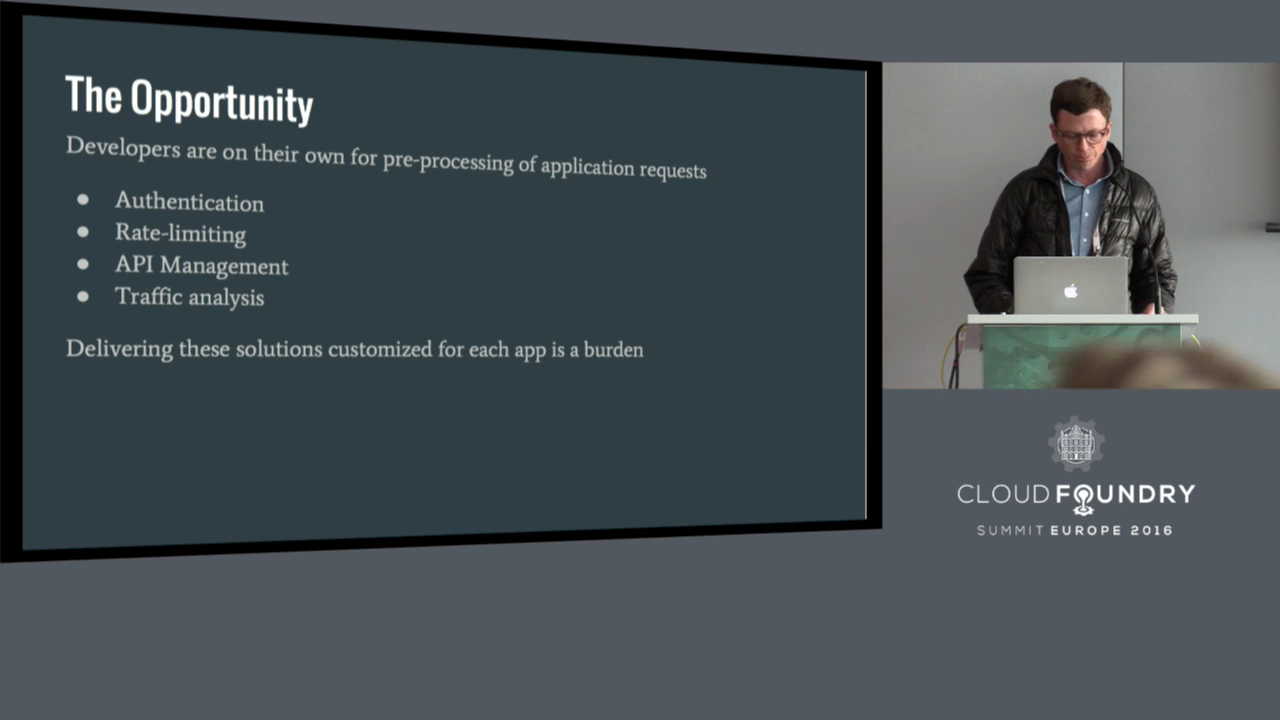 The Opportunity
Developers are on their own for pre-processing of application requests
● Authentication
● Rate-limiting
● API Management
● Traffic analysis
Delivering these solutions customized for each app is a burden
CLOUD FOUNDRY
SUMMIT EUROPE 2016